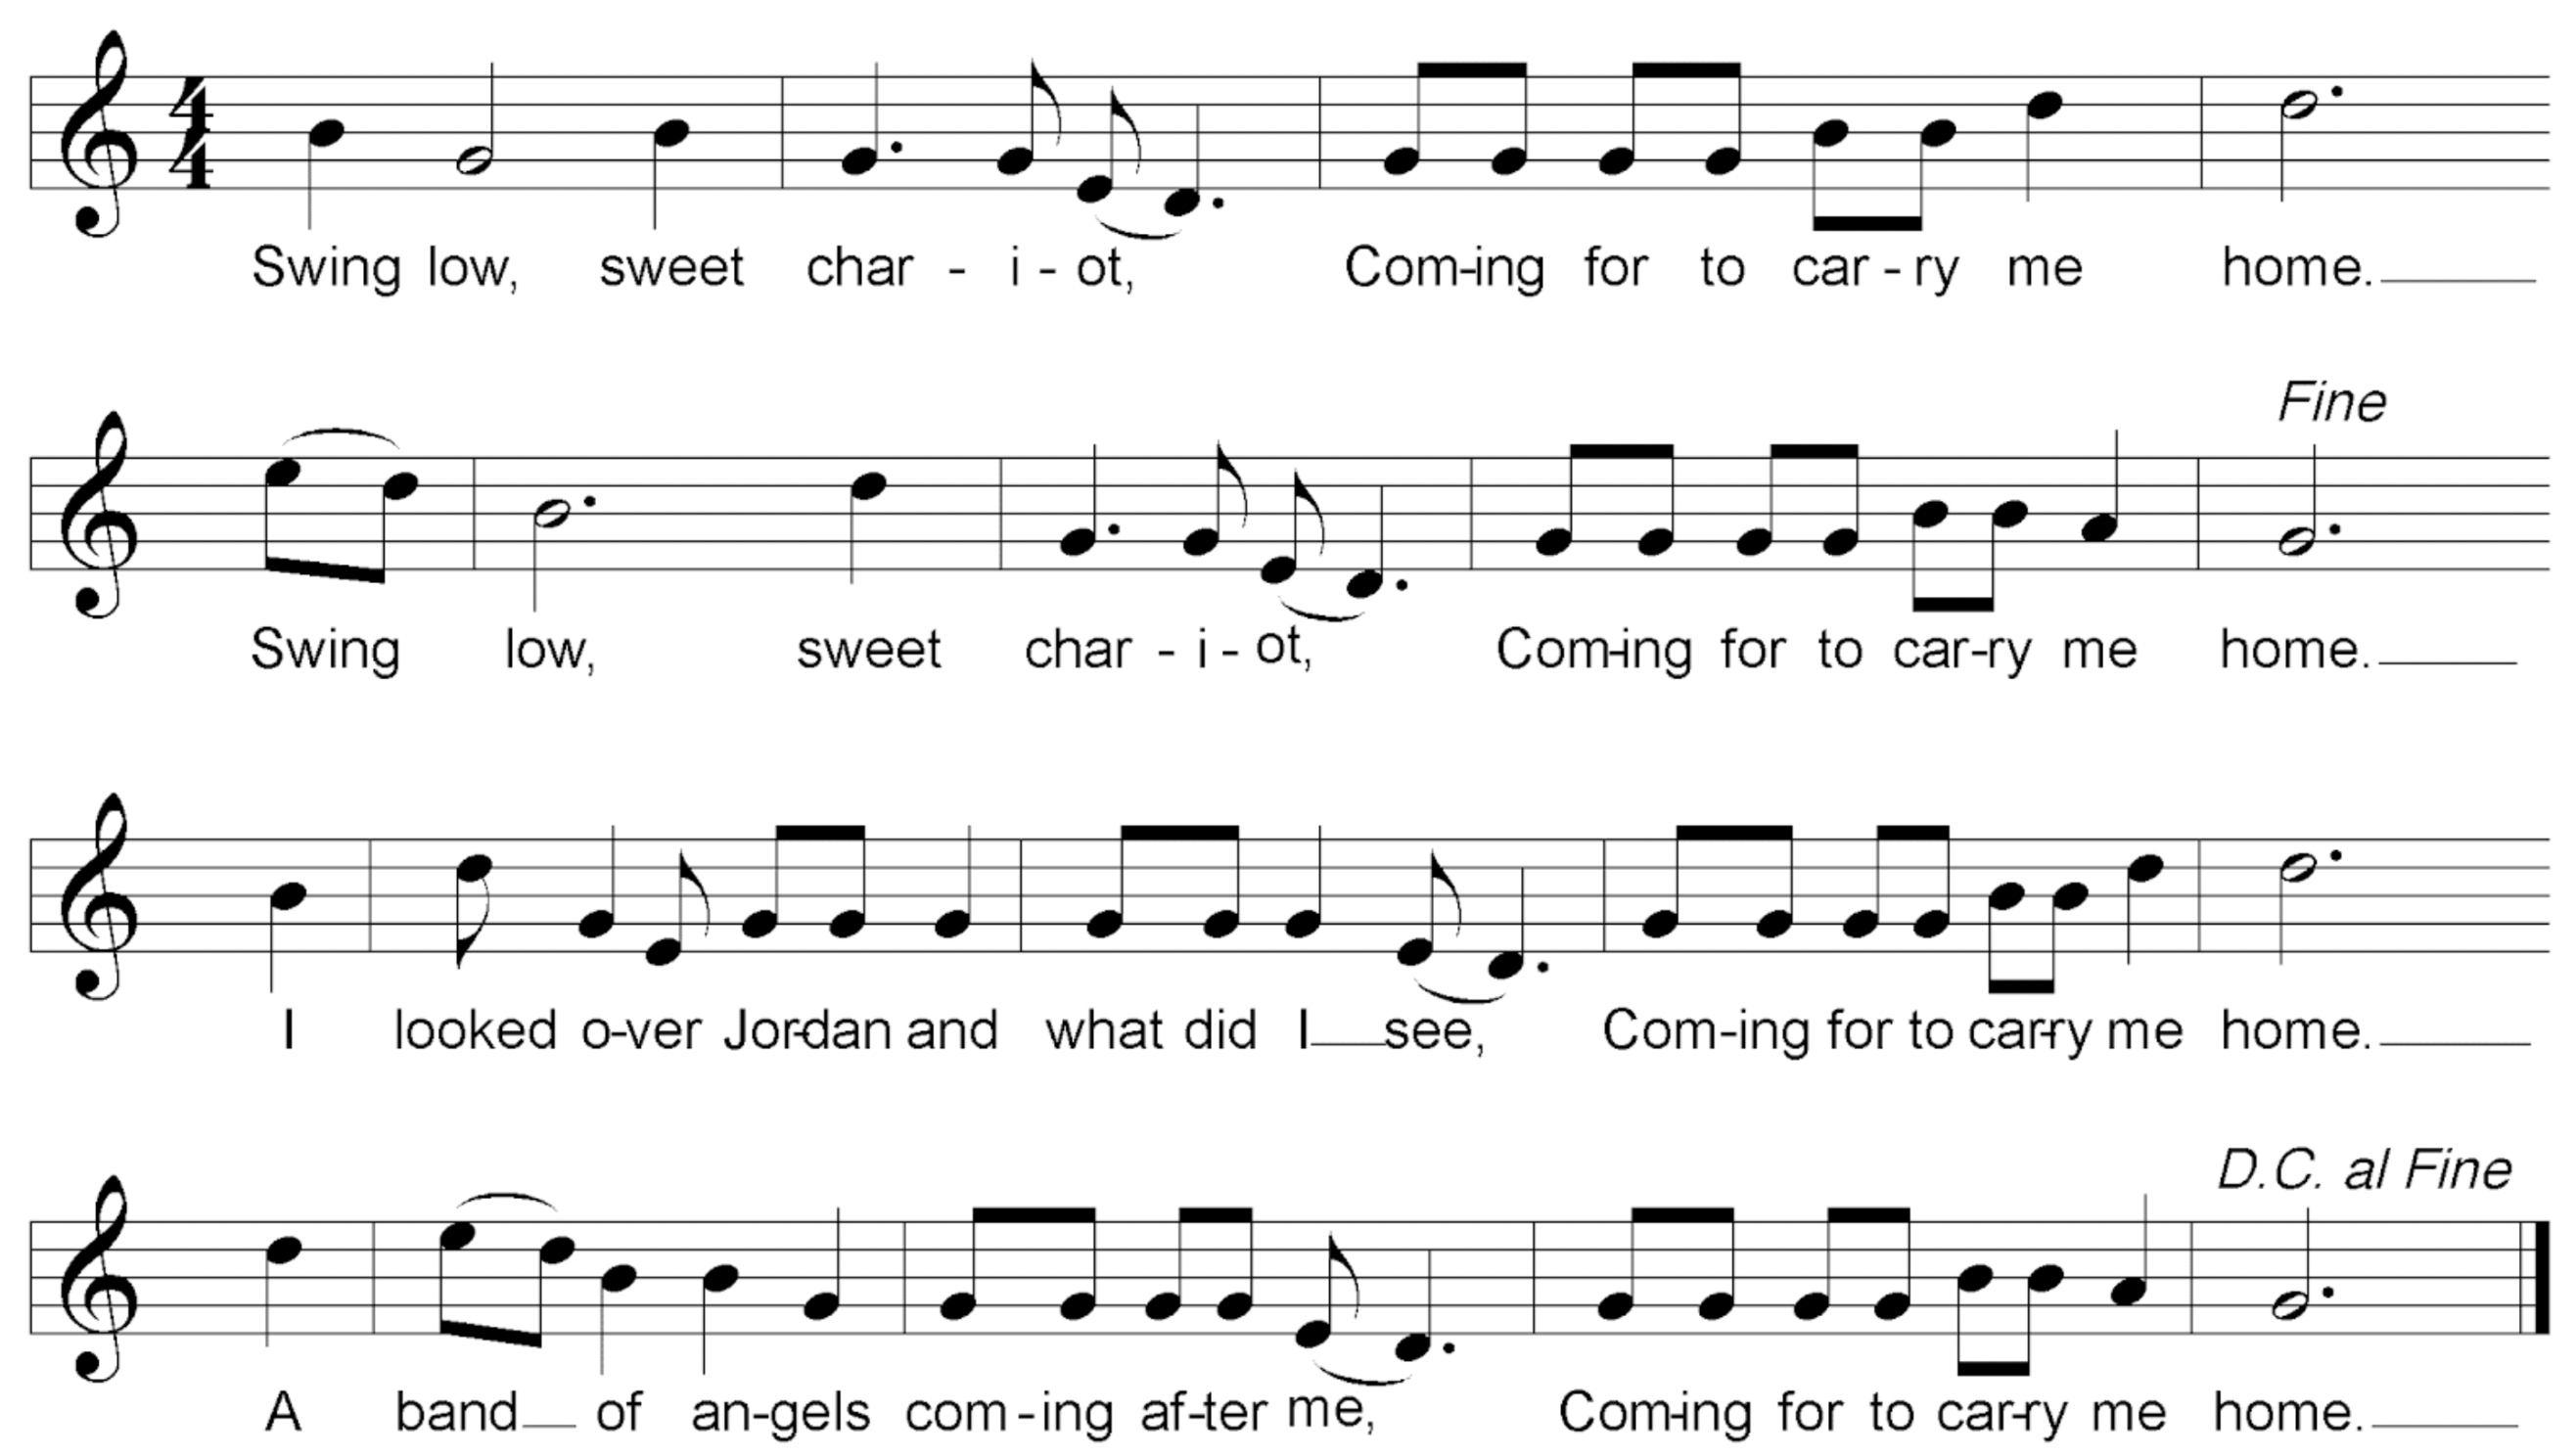 4
4
Swing low, sweet char - i - ot, Com-ing for to car - ry me home.
Fine
Swing low, sweet char - i - ot, Com-ing for to car-ry me home.
I looked o-ver Jor-dan and what did I see, Com-ing for to car-ry me home.
D.C. al Fine
A band of an-gels com-ing af-ter me, Com-ing for to car-ry me home.